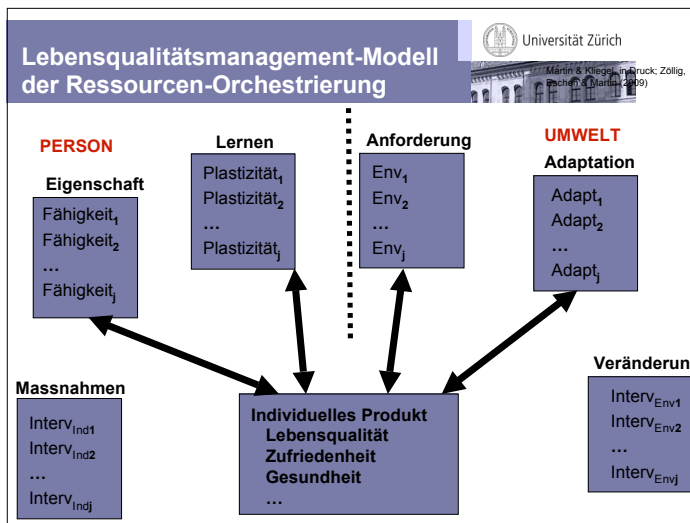 Lebensqualitätsmanagement-Modell
der Ressourcen-Orchestrierung
Universität Zürich
Martin & Kliegel, in Druck; Zöllig,
Eschen & Martin (2009)
PERSON
Lernen
Anforderung
UMWELT
Adaptation
Eigenschaft
Plastizität1
Plastizität2
…
Plastizitätj
Env1
Env2
…
Envj
Adapt1
Adapt2
…
Adaptj
Fähigkeit1
Fähigkeit2
…
Fähigkeitj
Massnahmen
IntervInd1
IntervInd2
…
IntervIndj
Individuelles Produkt
Lebensqualität
Zufriedenheit
Gesundheit
…
Veränderun
IntervEnv1
IntervEnv2
…
IntervEnvj